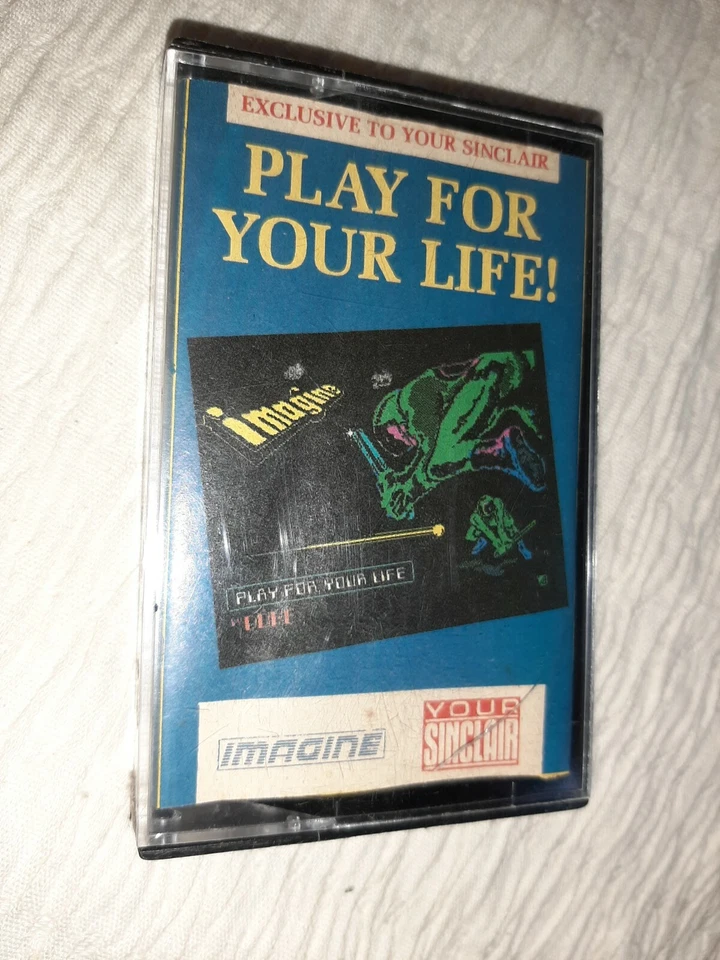 EXCLUSIVE TO YOUR SINCLAIR
PLAY FOR
YOUR LIFE!
imagine
PLAY FOR YOUR LIFE
IMAGINE
YOUR
SINCLAIR